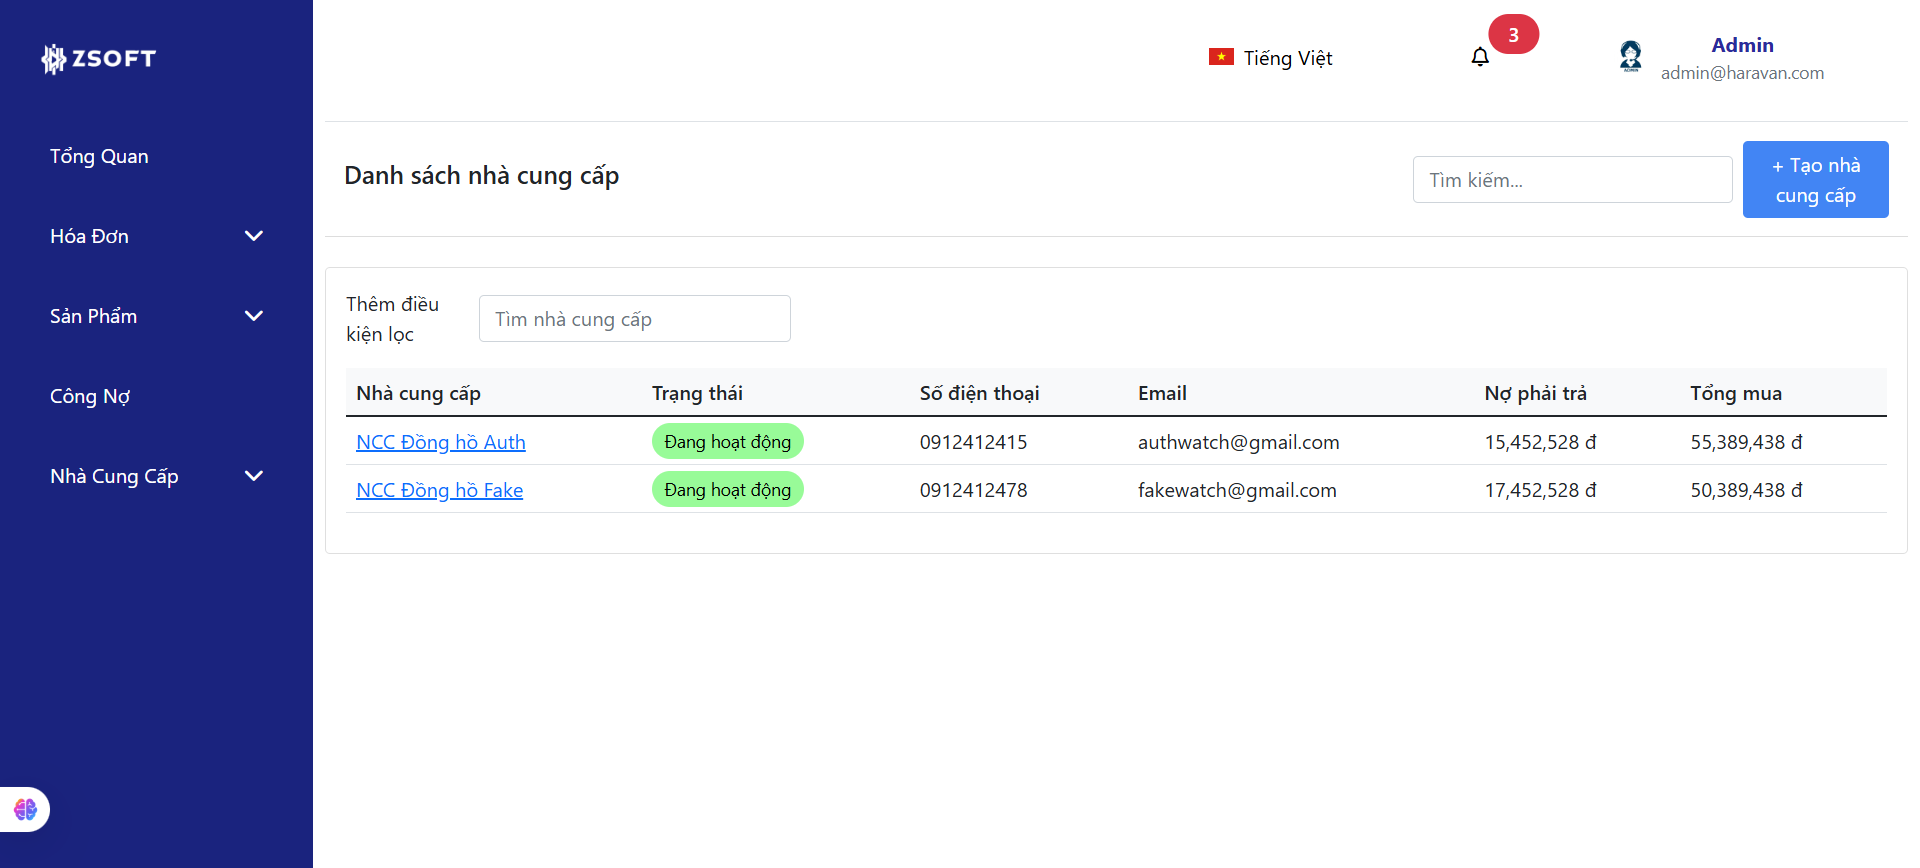 ZSOFT
Tiếng Việt
3
Admin
admin@haravan.com
Tổng Quan
Hóa Đơn
Sản Phẩm
Công Nợ
Nhà Cung Cấp
Danh sách nhà cung cấp
Tìm kiếm...
+ Tạo nhà
cung cấp
Thêm điều
kiện lọc
Tìm nhà cung cấp
Nhà cung cấp Trạng thái Số điện thoại Email Nợ phải trả Tổng mua
NCC Đồng hồ Auth Đang hoạt động 0912412415 authwatch@gmail.com 15,452,528 đ 55,389,438 đ
NCC Đồng hồ Fake Đang hoạt động 0912412478 fakewatch@gmail.com 17,452,528 đ 50,389,438 đ